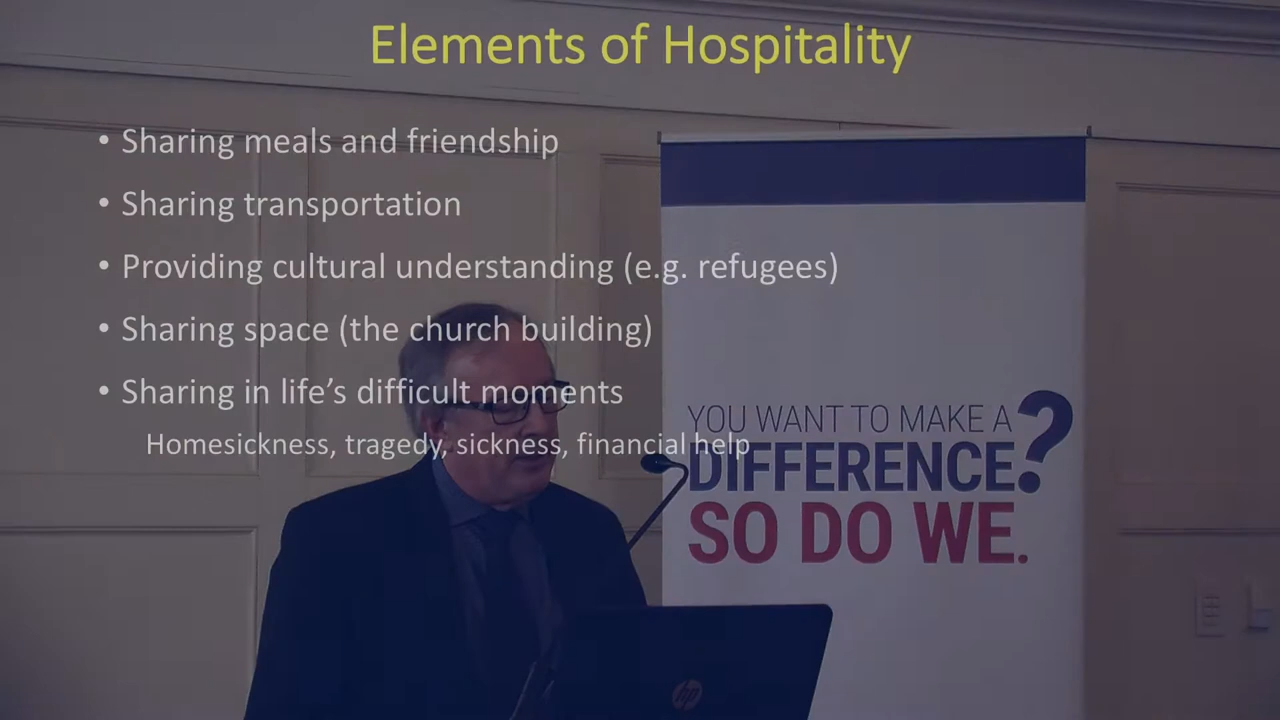 Elements of Hospitality
• Sharing meals and friendship
• Sharing transportation
• Providing cultural understanding (e.g. refugees)
• Sharing space (the church building)
• Sharing in life’s difficult moments
Homesickness, tragedy, sickness, financial help
YOU WANT TO MAKE A
DIFFERENCE?
SO DO WE.
hp